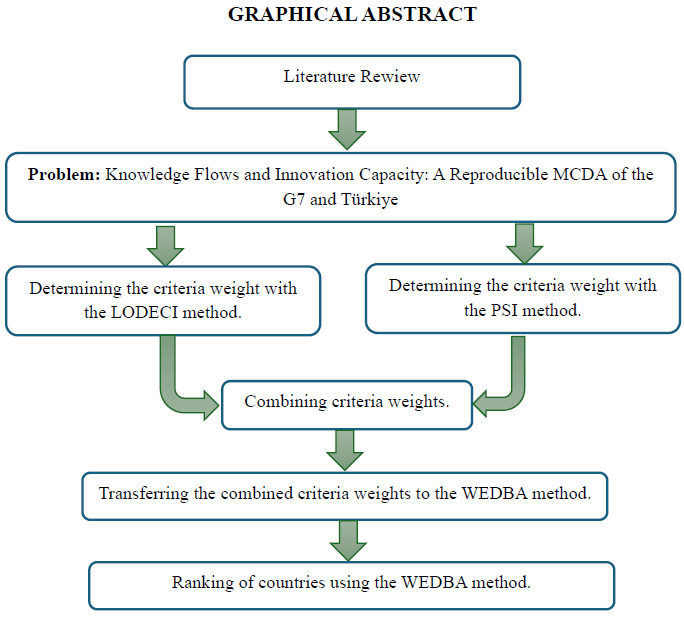 GRAPHICAL ABSTRACT
Literature Rewiew
Problem: Knowledge Flows and Innovation Capacity: A Reproducible MCDA of the
G7 and Türkiye
Determining the criteria weight with
the LODECI method.
Determining the criteria weight with
the PSI method.
Combining criteria weights.
Transferring the combined criteria weights to the WEDBA method.
Ranking of countries using the WEDBA method.